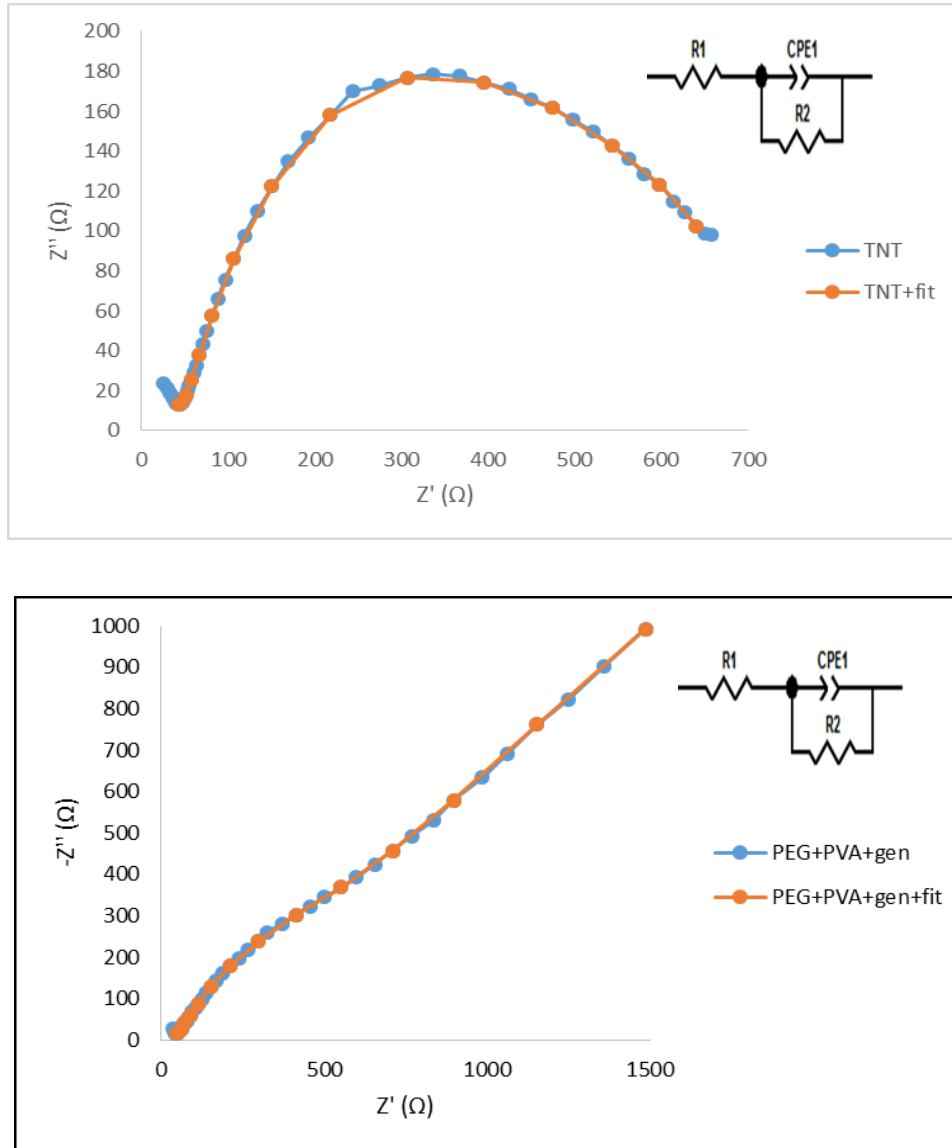 200
180
160
140
120
100
80
60
40
20
0
Z'' (Ω)
0 100 200 300 400 500 600 700
Z' (Ω)
R1 CPE1
R2
TNT
TNT+fit
1000
900
800
700
600
500
400
300
200
100
0
-Z''' (Ω)
0 500 1000 1500
Z' (Ω)
R1 CPE1
R2
PEG+PVA+gen
PEG+PVA+gen+fit